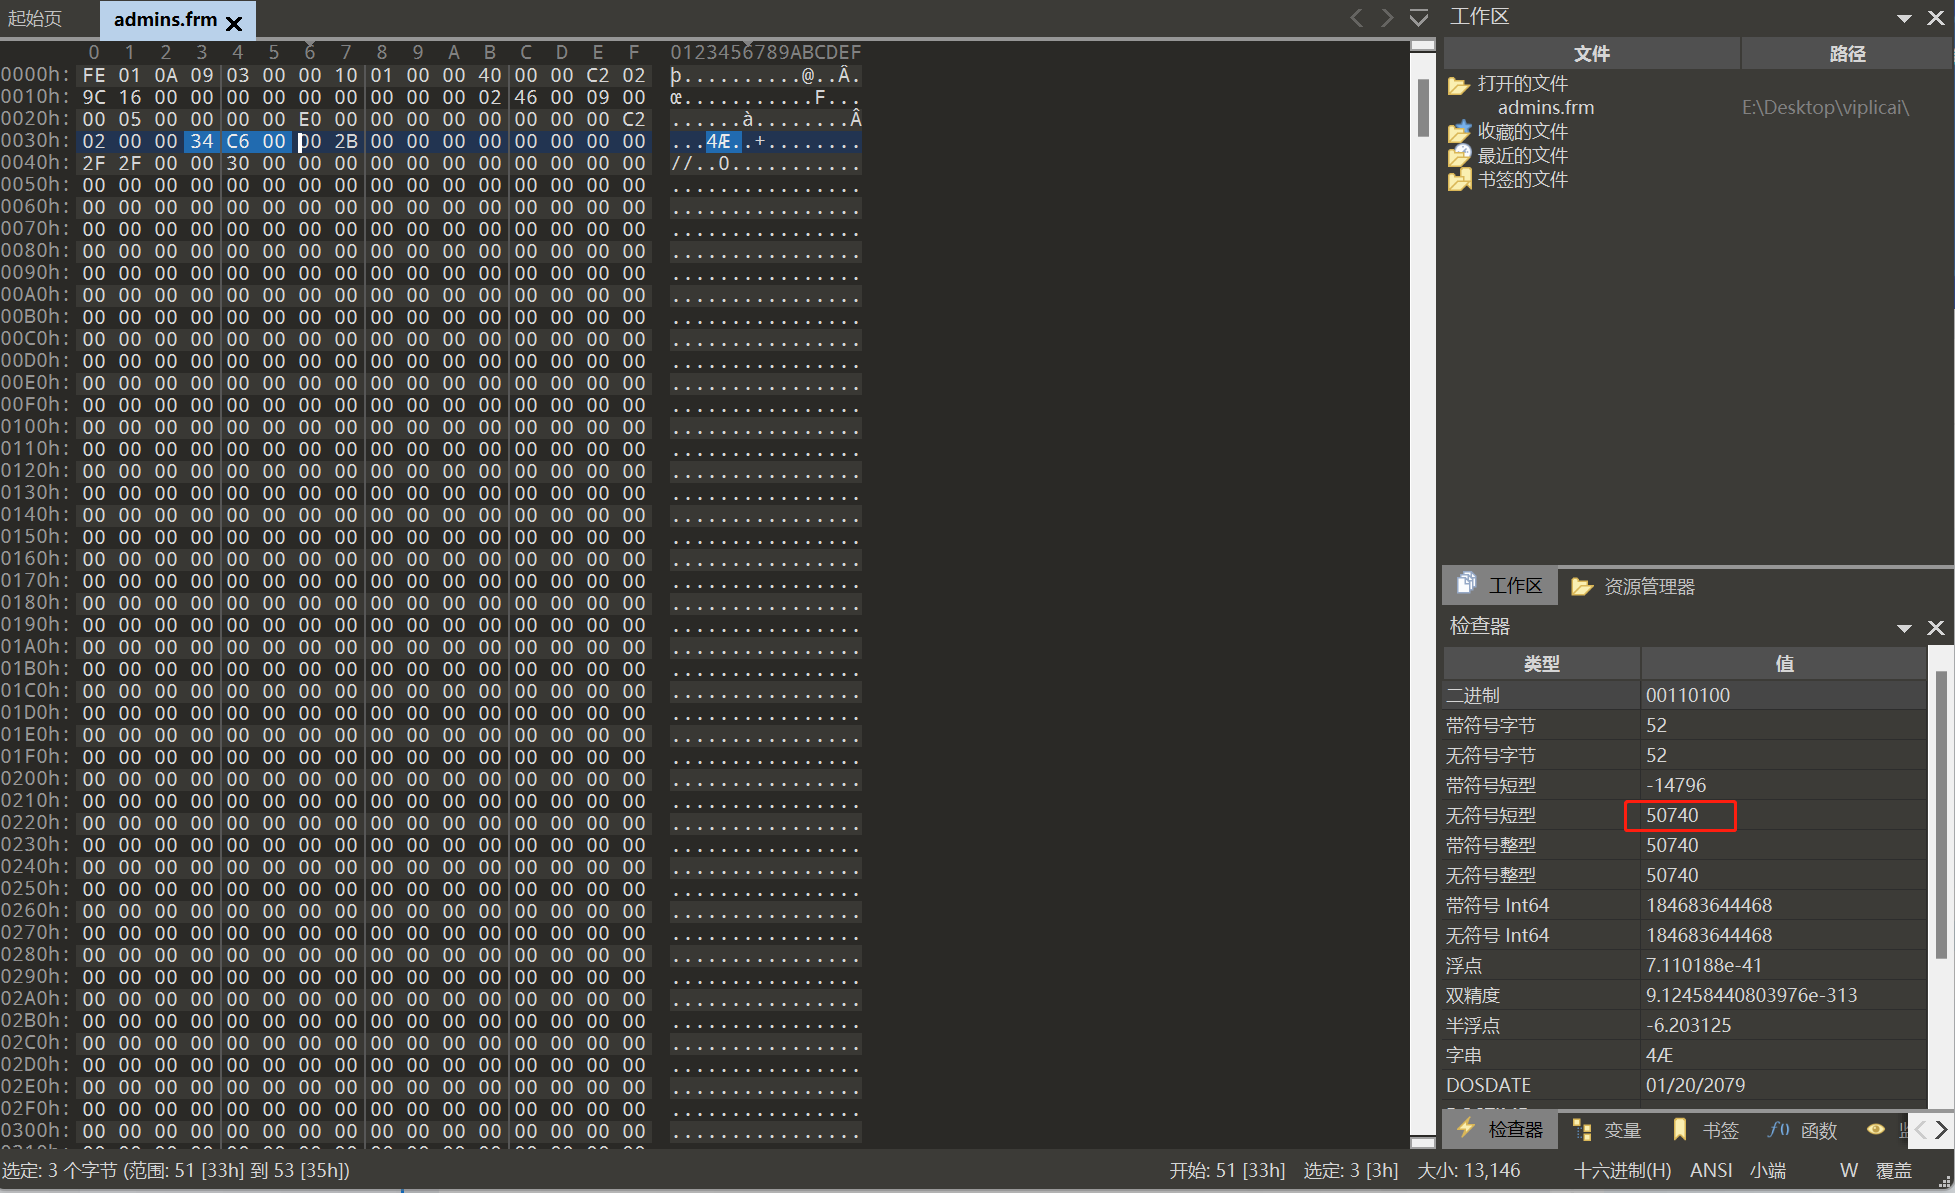 起始页
admins.frm
0 1 2 3 4 5 6 7 8 9 A B C D E F 0123456789ABCDEF
0000h: FE 01 0A 09 03 00 00 10 01 00 00 40 00 00 C2 02 þ..........@..Â.
0010h: 9C 16 00 00 00 00 00 00 00 00 00 02 46 00 09 00 œ...........F...
0020h: 00 05 00 00 00 00 E0 00 00 00 00 00 00 00 00 C2 ......à........Â
0030h: 02 00 00 34 C6 00 00 2B 00 00 00 00 00 00 00 00 ...4Æ..+........
0040h: 2F 2F 00 00 30 00 00 00 00 00 00 00 00 00 00 00 //..0...........
0050h: 00 00 00 00 00 00 00 00 00 00 00 00 00 00 00 00 ................
0060h: 00 00 00 00 00 00 00 00 00 00 00 00 00 00 00 00 ................
0070h: 00 00 00 00 00 00 00 00 00 00 00 00 00 00 00 00 ................
0080h: 00 00 00 00 00 00 00 00 00 00 00 00 00 00 00 00 ................
0090h: 00 00 00 00 00 00 00 00 00 00 00 00 00 00 00 00 ................
00A0h: 00 00 00 00 00 00 00 00 00 00 00 00 00 00 00 00 ................
00B0h: 00 00 00 00 00 00 00 00 00 00 00 00 00 00 00 00 ................
00C0h: 00 00 00 00 00 00 00 00 00 00 00 00 00 00 00 00 ................
00D0h: 00 00 00 00 00 00 00 00 00 00 00 00 00 00 00 00 ................
00E0h: 00 00 00 00 00 00 00 00 00 00 00 00 00 00 00 00 ................
00F0h: 00 00 00 00 00 00 00 00 00 00 00 00 00 00 00 00 ................
0100h: 00 00 00 00 00 00 00 00 00 00 00 00 00 00 00 00 ................
0110h: 00 00 00 00 00 00 00 00 00 00 00 00 00 00 00 00 ................
0120h: 00 00 00 00 00 00 00 00 00 00 00 00 00 00 00 00 ................
0130h: 00 00 00 00 00 00 00 00 00 00 00 00 00 00 00 00 ................
0140h: 00 00 00 00 00 00 00 00 00 00 00 00 00 00 00 00 ................
0150h: 00 00 00 00 00 00 00 00 00 00 00 00 00 00 00 00 ................
0160h: 00 00 00 00 00 00 00 00 00 00 00 00 00 00 00 00 ................
0170h: 00 00 00 00 00 00 00 00 00 00 00 00 00 00 00 00 ................
0180h: 00 00 00 00 00 00 00 00 00 00 00 00 00 00 00 00 ................
0190h: 00 00 00 00 00 00 00 00 00 00 00 00 00 00 00 00 ................
01A0h: 00 00 00 00 00 00 00 00 00 00 00 00 00 00 00 00 ................
01B0h: 00 00 00 00 00 00 00 00 00 00 00 00 00 00 00 00 ................
01C0h: 00 00 00 00 00 00 00 00 00 00 00 00 00 00 00 00 ................
01D0h: 00 00 00 00 00 00 00 00 00 00 00 00 00 00 00 00 ................
01E0h: 00 00 00 00 00 00 00 00 00 00 00 00 00 00 00 00 ................
01F0h: 00 00 00 00 00 00 00 00 00 00 00 00 00 00 00 00 ................
0200h: 00 00 00 00 00 00 00 00 00 00 00 00 00 00 00 00 ................
0210h: 00 00 00 00 00 00 00 00 00 00 00 00 00 00 00 00 ................
0220h: 00 00 00 00 00 00 00 00 00 00 00 00 00 00 00 00 ................
0230h: 00 00 00 00 00 00 00 00 00 00 00 00 00 00 00 00 ................
0240h: 00 00 00 00 00 00 00 00 00 00 00 00 00 00 00 00 ................
0250h: 00 00 00 00 00 00 00 00 00 00 00 00 00 00 00 00 ................
0260h: 00 00 00 00 00 00 00 00 00 00 00 00 00 00 00 00 ................
0270h: 00 00 00 00 00 00 00 00 00 00 00 00 00 00 00 00 ................
0280h: 00 00 00 00 00 00 00 00 00 00 00 00 00 00 00 00 ................
0290h: 00 00 00 00 00 00 00 00 00 00 00 00 00 00 00 00 ................
02A0h: 00 00 00 00 00 00 00 00 00 00 00 00 00 00 00 00 ................
02B0h: 00 00 00 00 00 00 00 00 00 00 00 00 00 00 00 00 ................
02C0h: 00 00 00 00 00 00 00 00 00 00 00 00 00 00 00 00 ................
02D0h: 00 00 00 00 00 00 00 00 00 00 00 00 00 00 00 00 ................
02E0h: 00 00 00 00 00 00 00 00 00 00 00 00 00 00 00 00 ................
02F0h: 00 00 00 00 00 00 00 00 00 00 00 00 00 00 00 00 ................
0300h: 00 00 00 00 00 00 00 00 00 00 00 00 00 00 00 00 ................
工作区
文件 路径
打开的文件
admins.frm E:\Desktop\viplicai\
收藏的文件
最近的文件
书签的文件
工作区 资源管理器
检查器
类型 值
二进制 00110100
带符号字节 52
无符号字节 52
带符号短型 -14796
无符号短型 50740
带符号整型 50740
无符号整型 50740
带符号 Int64 184683644468
无符号 Int64 184683644468
浮点 7.110188e-41
双精度 9.12458440803976e-313
半浮点 -6.203125
字串 4Æ
DOSDATE 01/20/2079
检查器 变量 书签 f() 函数
选定: 3 个字节 (范围: 51 [33h] 到 53 [35h])
开始: 51 [33h] 选定: 3 [3h] 大小: 13,146 十六进制(H) ANSI 小端 W 覆盖